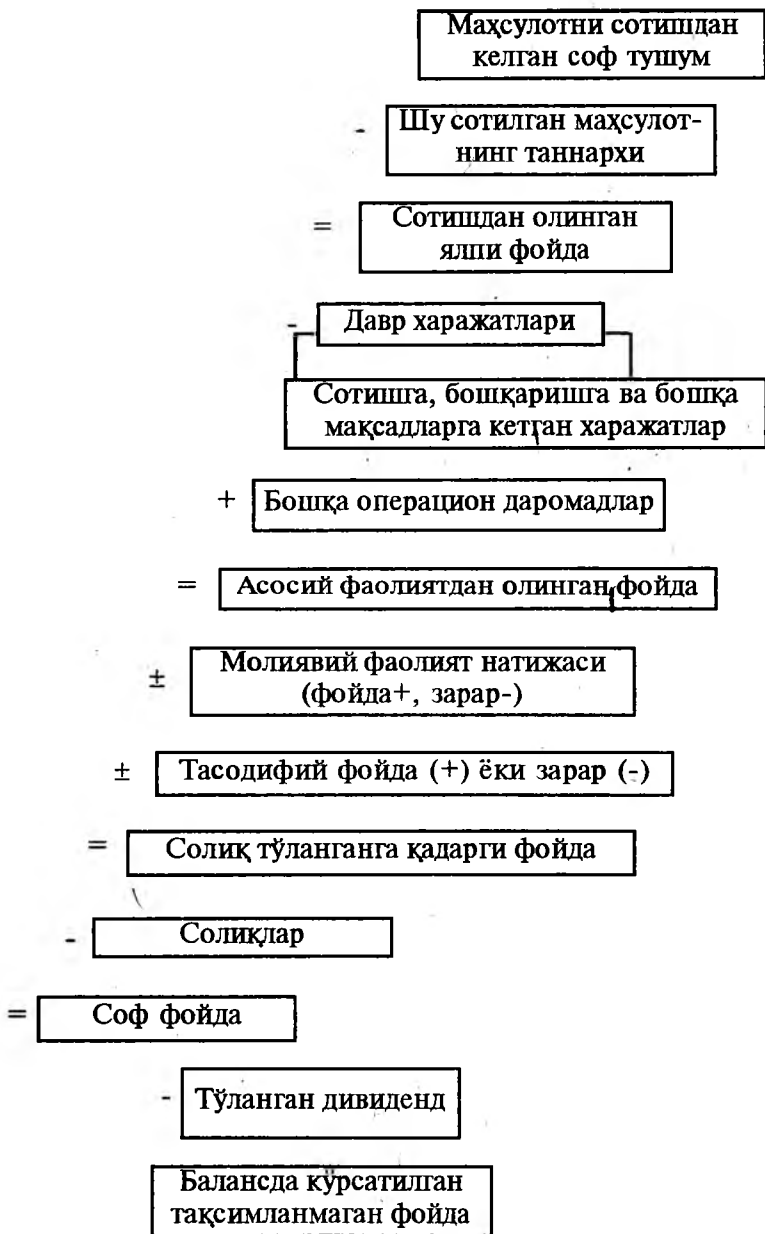 Маҳсулотни сотишдан
келган соф тушум
- Шу сотилган маҳсулот-
нинг таннархи
= Сотишдан олинган
ялпи фойда
- Давр харажатлари
Сотишга, бошқаришга ва бошқа
мақсадларга кетган харажатлар
+ Бошқа операцион даромадлар
= Асосий фаолиятдан олинган фойда
± Молиявий фаолият натижаси
(фойда+, зарар-)
± Тасодифий фойда (+) ёки зарар (-)
= Солиқ тўланганга қадарги фойда
- Солиқлар
= Соф фойда
- Тўланган дивиденд
Балансда кўрсатилган
тақсимланмаган фойда